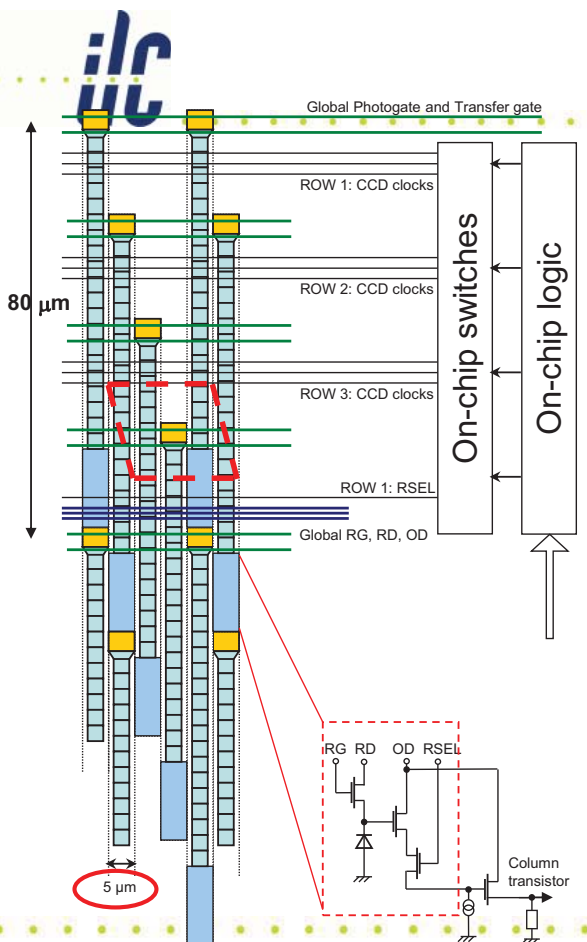 ilc
Global Photogate and Transfer gate
ROW 1: CCD clocks
ROW 2: CCD clocks
80 μm
ROW 3: CCD clocks
On-chip switches
On-chip logic
ROW 1: RSEL
Global RG, RD, OD
RG RD OD RSEL
Column
transistor
5 μm